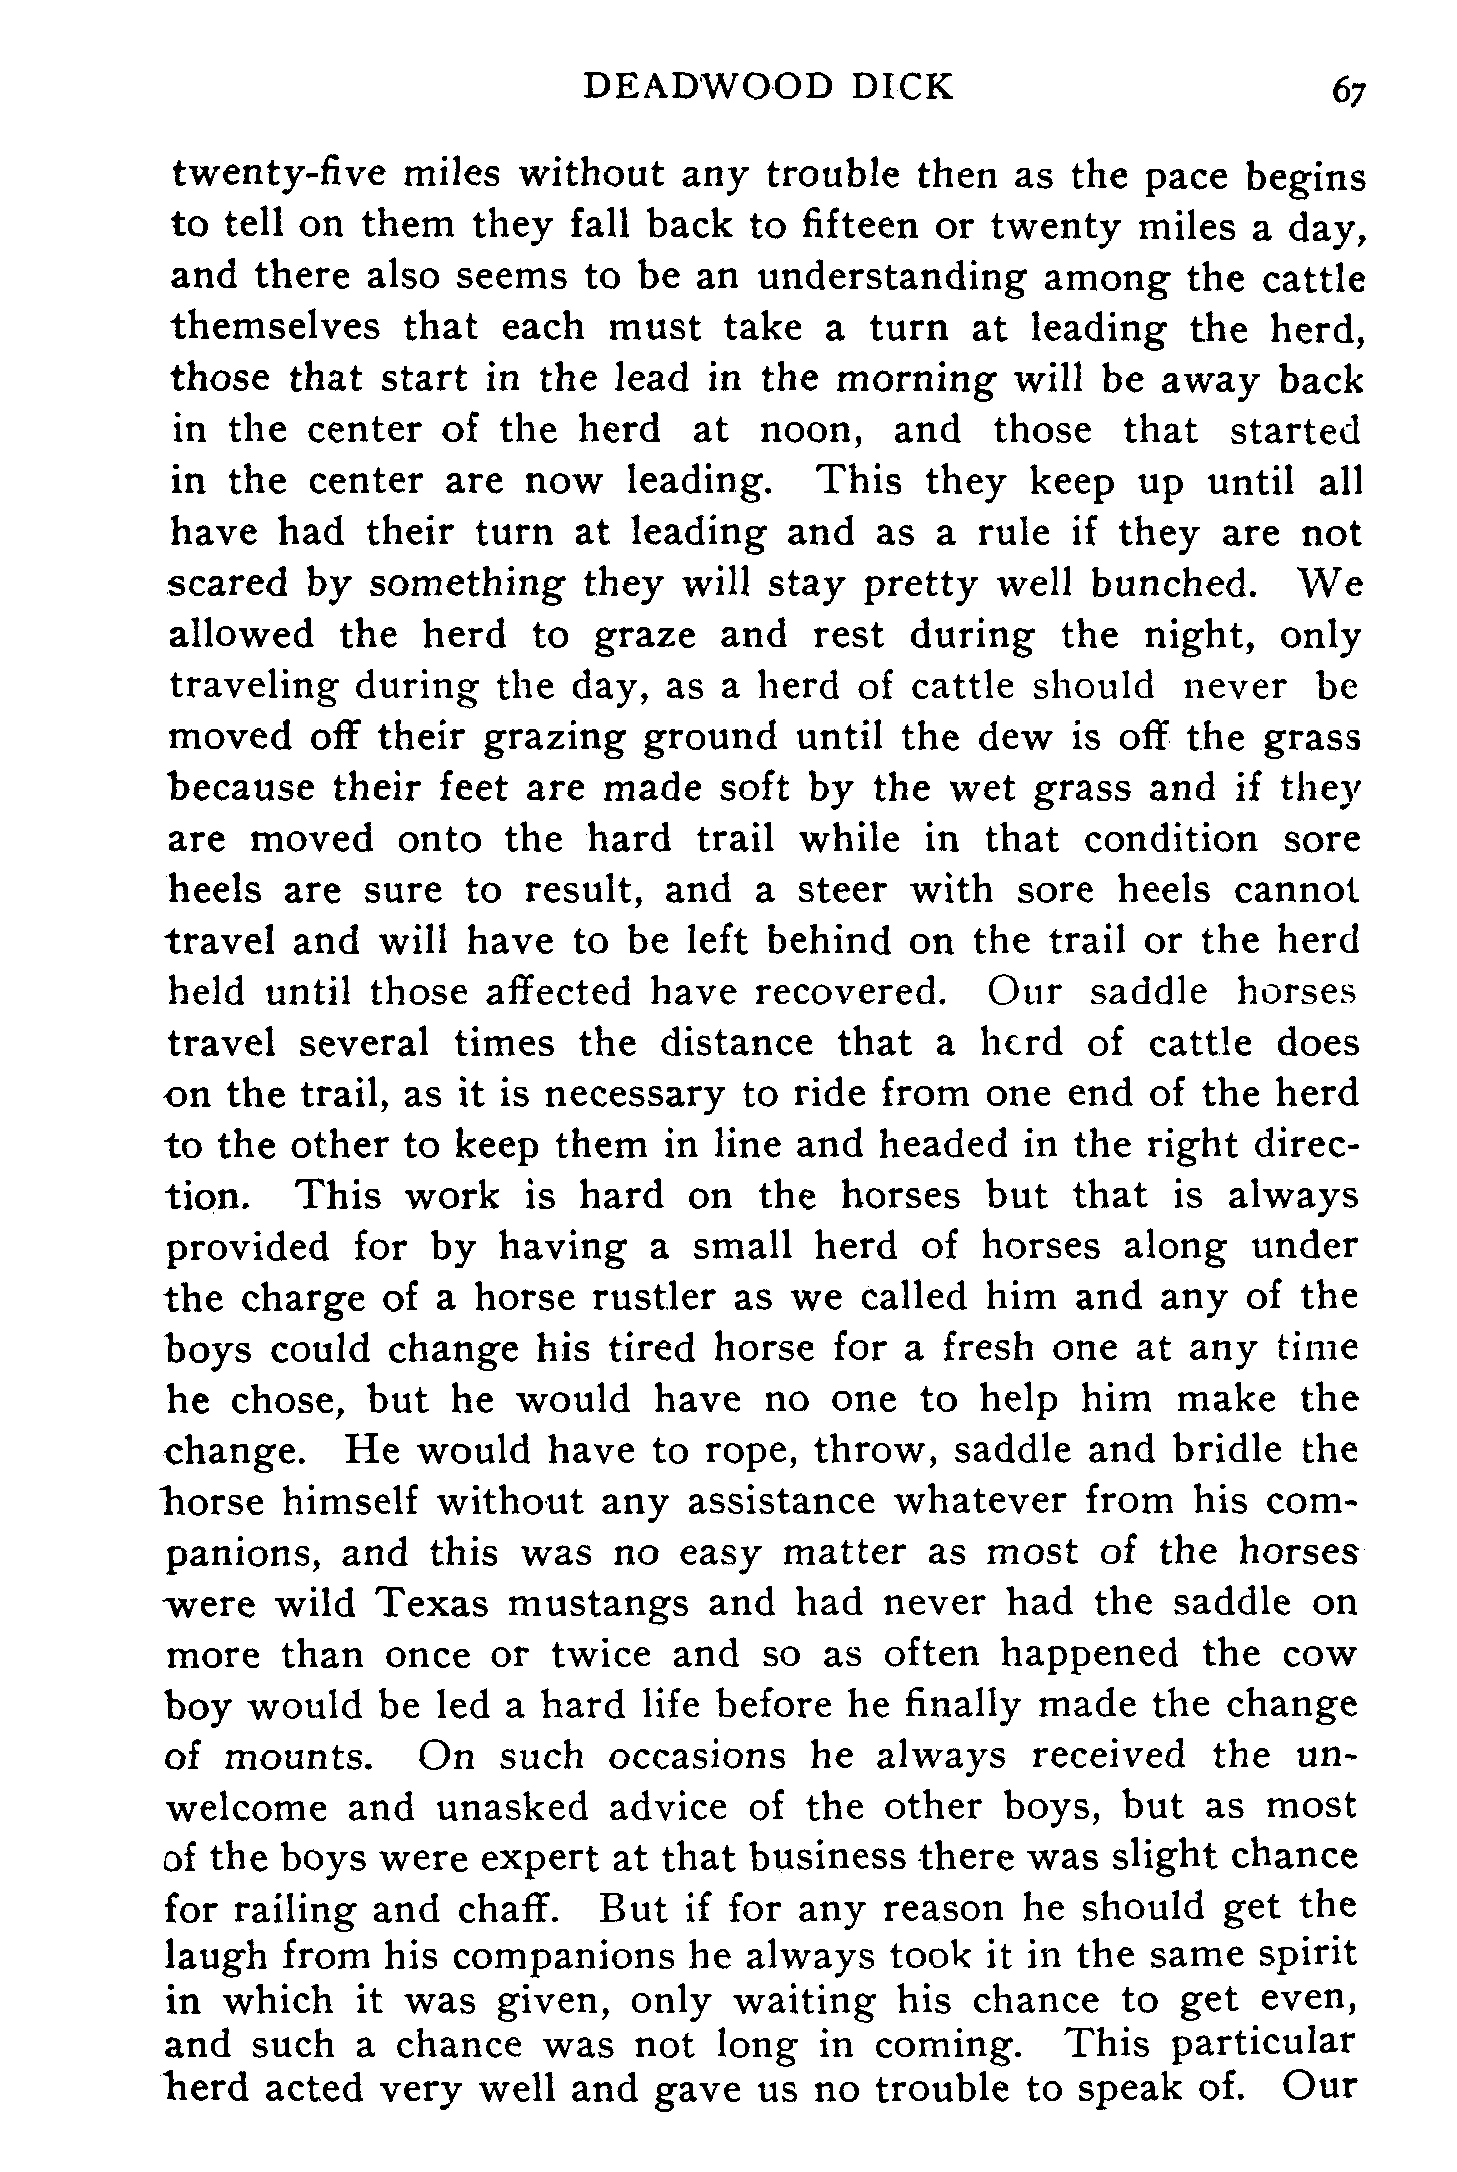 DEADWOOD DICK 67
twenty-five miles without any trouble then as the pace begins
to tell on them they fall back to fifteen or twenty miles a day,
and there also seems to be an understanding among the cattle
themselves that each must take a turn at leading the herd,
those that start in the lead in the morning will be away back
in the center of the herd at noon, and those that started
in the center are now leading. This they keep up until all
have had their turn at leading and as a rule if they are not
scared by something they will stay pretty well bunched. We
allowed the herd to graze and rest during the night, only
traveling during the day, as a herd of cattle should never be
moved off their grazing ground until the dew is off the grass
because their feet are made soft by the wet grass and if they
are moved onto the hard trail while in that condition sore
heels are sure to result, and a steer with sore heels cannot
travel and will have to be left behind on the trail or the herd
held until those affected have recovered. Our saddle horses
travel several times the distance that a herd of cattle does
on the trail, as it is necessary to ride from one end of the herd
to the other to keep them in line and headed in the right direc-
tion. This work is hard on the horses but that is always
provided for by having a small herd of horses along under
the charge of a horse rustler as we called him and any of the
boys could change his tired horse for a fresh one at any time
he chose, but he would have no one to help him make the
change. He would have to rope, throw, saddle and bridle the
horse himself without any assistance whatever from his com-
panions, and this was no easy matter as most of the horses
were wild Texas mustangs and had never had the saddle on
more than once or twice and so as often happened the cow
boy would be led a hard life before he finally made the change
of mounts. On such occasions he always received the un-
welcome and unasked advice of the other boys, but as most
of the boys were expert at that business there was slight chance
for railing and chaff. But if for any reason he should get the
laugh from his companions he always took it in the same spirit
in which it was given, only waiting his chance to get even,
and such a chance was not long in coming. This particular
herd acted very well and gave us no trouble to speak of. Our